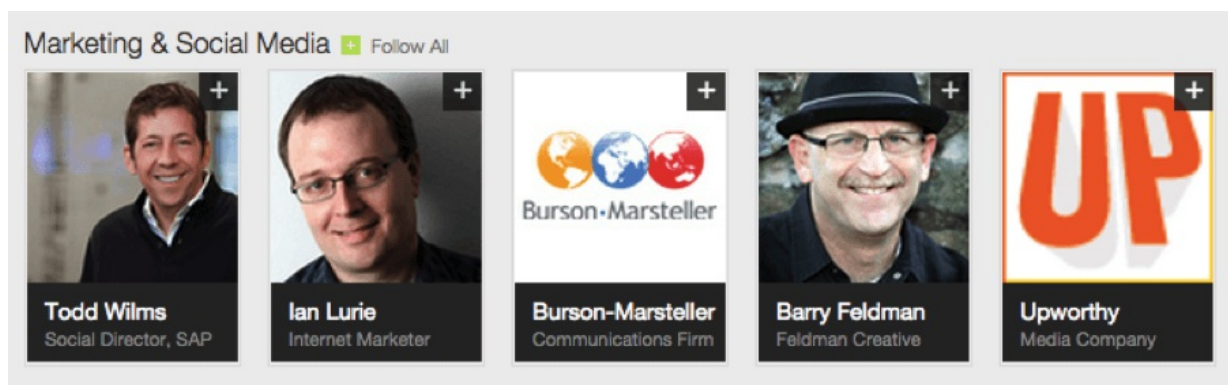 Marketing & Social Media + Follow All
+ + + + +
Burson•Marsteller
UP
Todd Wilms Ian Lurie Burson-Marsteller Barry Feldman Upworthy
Social Director, SAP Internet Marketer Communications Firm Feldman Creative Media Company